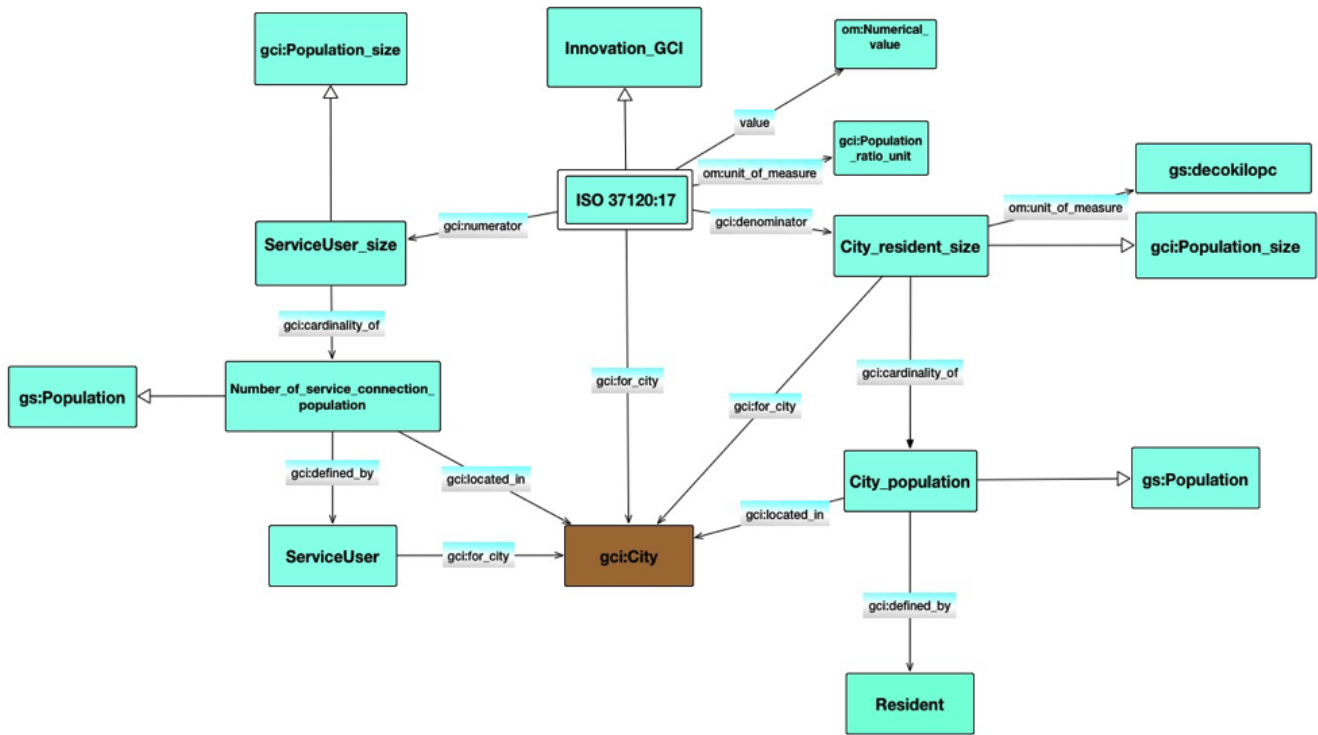 gci:Population_size
Innovation_GCI
om:Numerical_
value
value
gci:Population
_ratio_unit
om:unit_of_measure
gs:decokilopc
om:unit_of_measure
ISO 37120:17
gci:numerator
gci:denominator
ServiceUser_size
City_resident_size
gci:Population_size
gci:cardinality_of
gci:for_city
gci:cardinality_of
gs:Population
Number_of_service_connection_
population
gci:for_city
gci:defined_by
gci:located_in
City_population
gs:Population
gci:located_in
ServiceUser
gci:for_city
gci:City
gci:defined_by
Resident